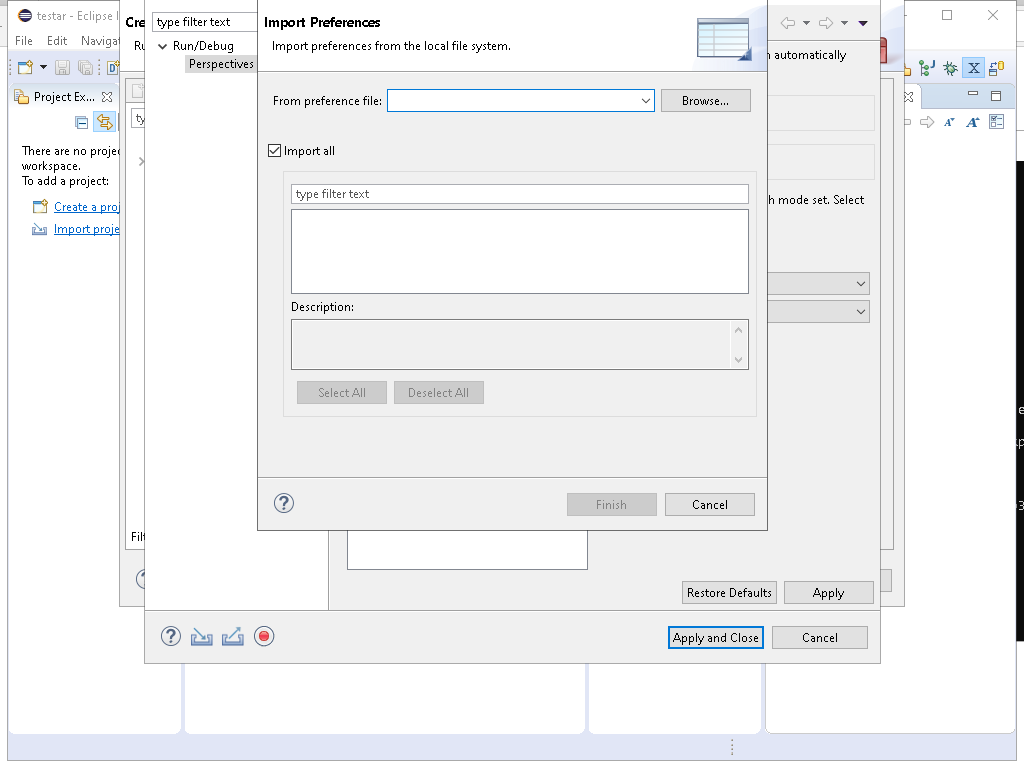 testar - Eclipse I
File Edit Naviga
Project Ex...
There are no proje
workspace.
To add a project:
Create a proj
Import proje
Cre
Ru
ty
Filt
type filter text
Run/Debug
Perspectives
Import Preferences
Import preferences from the local file system.
From preference file:
Browse...
Import all
type filter text
Description:
Select All
Deselect All
Finish
Cancel
automatically
h mode set. Select
Restore Defaults
Apply
Apply and Close
Cancel